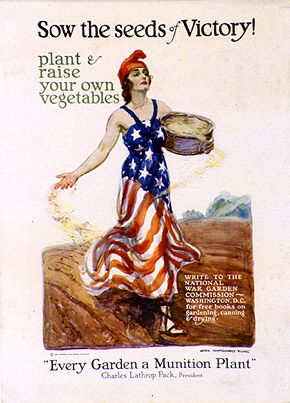 Sow the seeds of Victory!
plant &
raise
your own
vegetables
WRITE TO THE
NATIONAL
WAR GARDEN
COMMISSION ~
WASHINGTON, D.C.
for free books on
gardening, canning
& drying.
"Every Garden a Munition Plant"
Charles Lathrop Pack, President